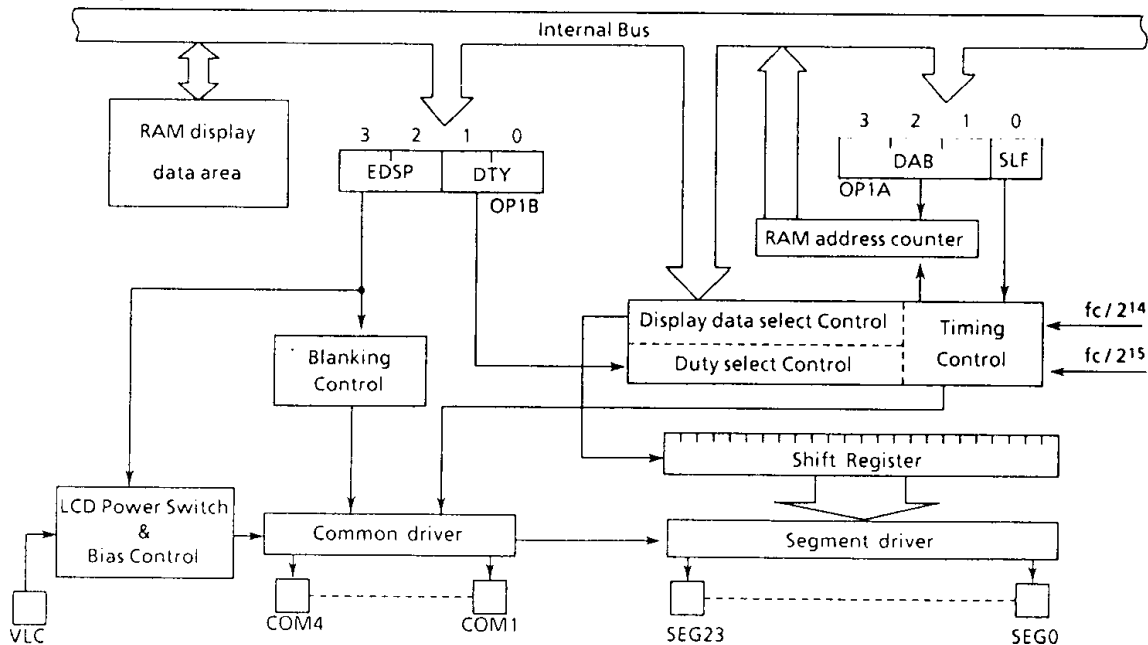 Internal Bus
RAM display
data area
3 2 1 0
EDSP DTY
OP1B
3 2 1 0
DAB SLF
OP1A
RAM address counter
Display data select Control
Duty select Control
Timing
Control
fc/2¹⁴
fc/2¹⁵
Blanking
Control
Shift Register
LCD Power Switch
&
Bias Control
Common driver
Segment driver
VLC
COM4
COM1
SEG23
SEG0